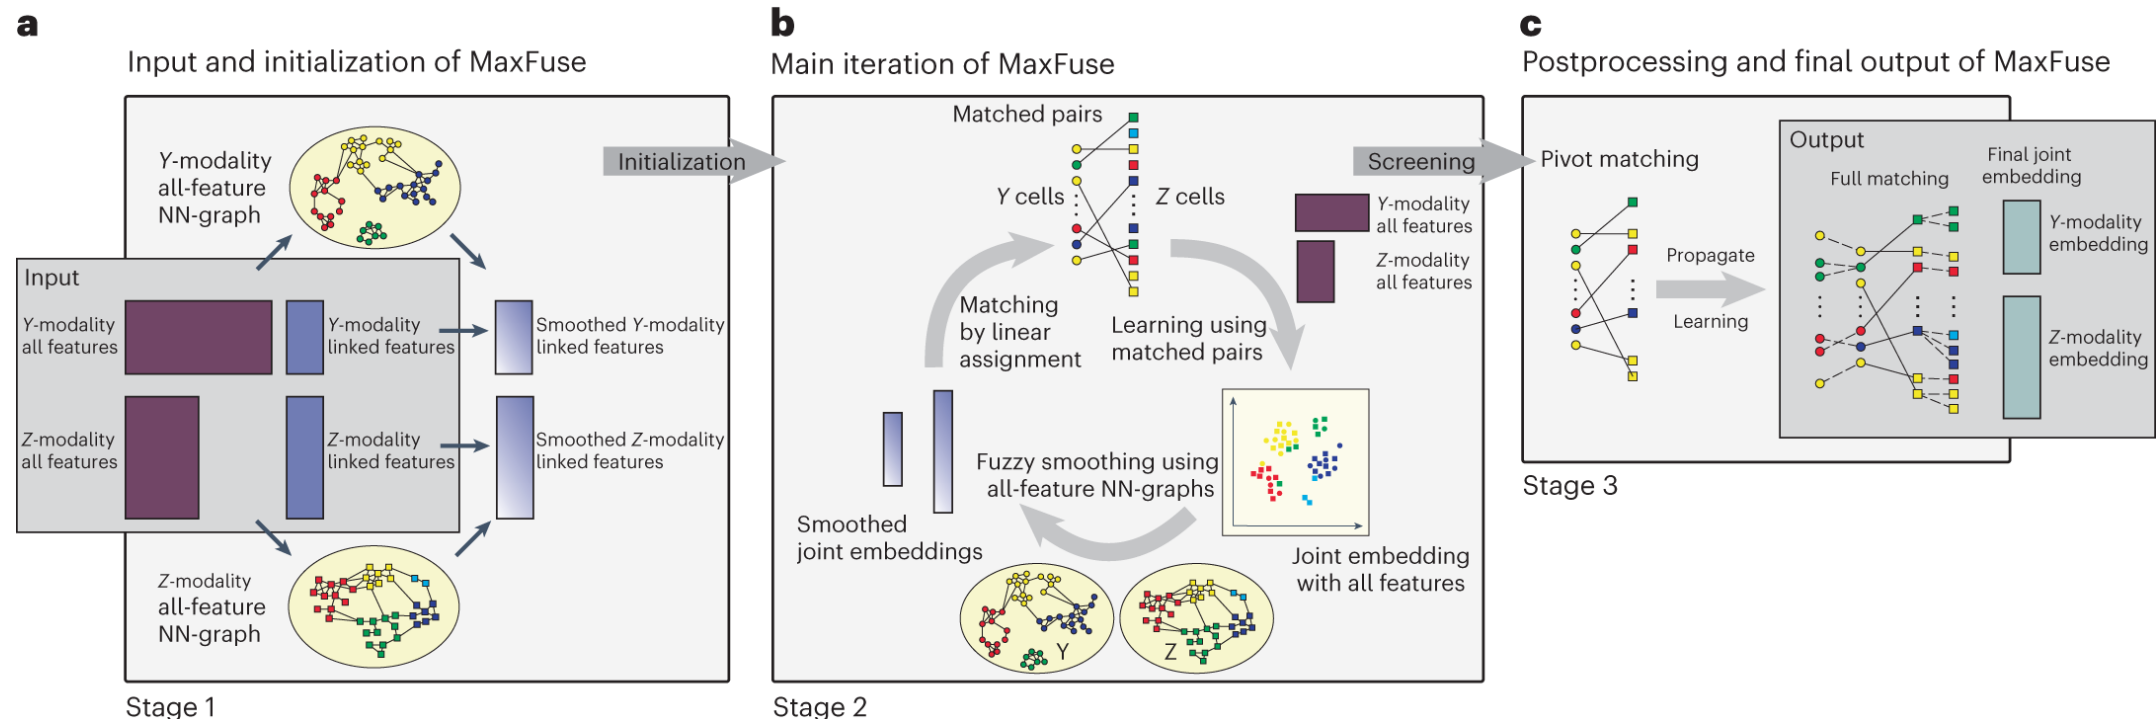 a
Input and initialization of MaxFuse
Y-modality
all-feature
NN-graph
Input
Y-modality
all features
Y-modality
linked features
Smoothed Y-modality
linked features
Z-modality
all features
Z-modality
linked features
Smoothed Z-modality
linked features
Z-modality
all-feature
NN-graph
Stage 1
Initialization
b
Main iteration of MaxFuse
Matched pairs
Y cells
Z cells
Y-modality
all features
Z-modality
all features
Matching
by linear
assignment
Learning using
matched pairs
Fuzzy smoothing using
all-feature NN-graphs
Smoothed
joint embeddings
Joint embedding
with all features
Y
Z
Stage 2
Screening
c
Postprocessing and final output of MaxFuse
Pivot matching
Propagate
Learning
Output
Full matching
Final joint
embedding
Y-modality
embedding
Z-modality
embedding
Stage 3